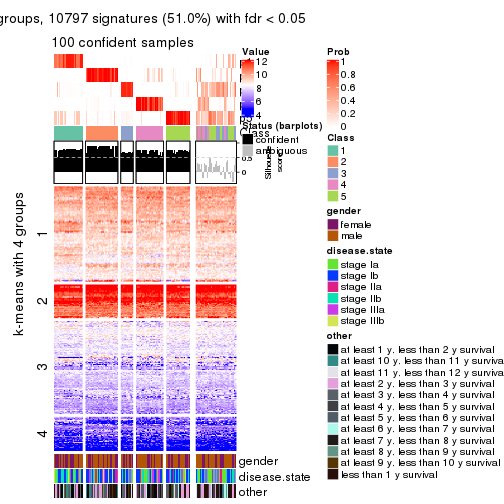 groups, 10797 signatures (51.0%) with fdr < 0.05
100 confident samples
Value
12
10
8
6
4
Prob
1
0.8
0.6
0.4
0.2
0
Status (barplots)
confident
ambiguous
Class
0.5
0
Silhouette
score
Class
1
2
3
4
5
gender
female
male
disease.state
stage Ia
stage Ib
stage IIa
stage IIb
stage IIIa
stage IIIb
other
at least 1 y. less than 2 y survival
at least 10 y. less than 11 y surviva
at least 11 y. less than 12 y surviva
at least 2 y. less than 3 y survival
at least 3 y. less than 4 y survival
at least 4 y. less than 5 y survival
at least 5 y. less than 6 y survival
at least 6 y. less than 7 y survival
at least 7 y. less than 8 y survival
at least 8 y. less than 9 y survival
at least 9 y. less than 10 y survival
less than 1 y survival
k-means with 4 groups
1
2
3
4
gender
disease.state
other